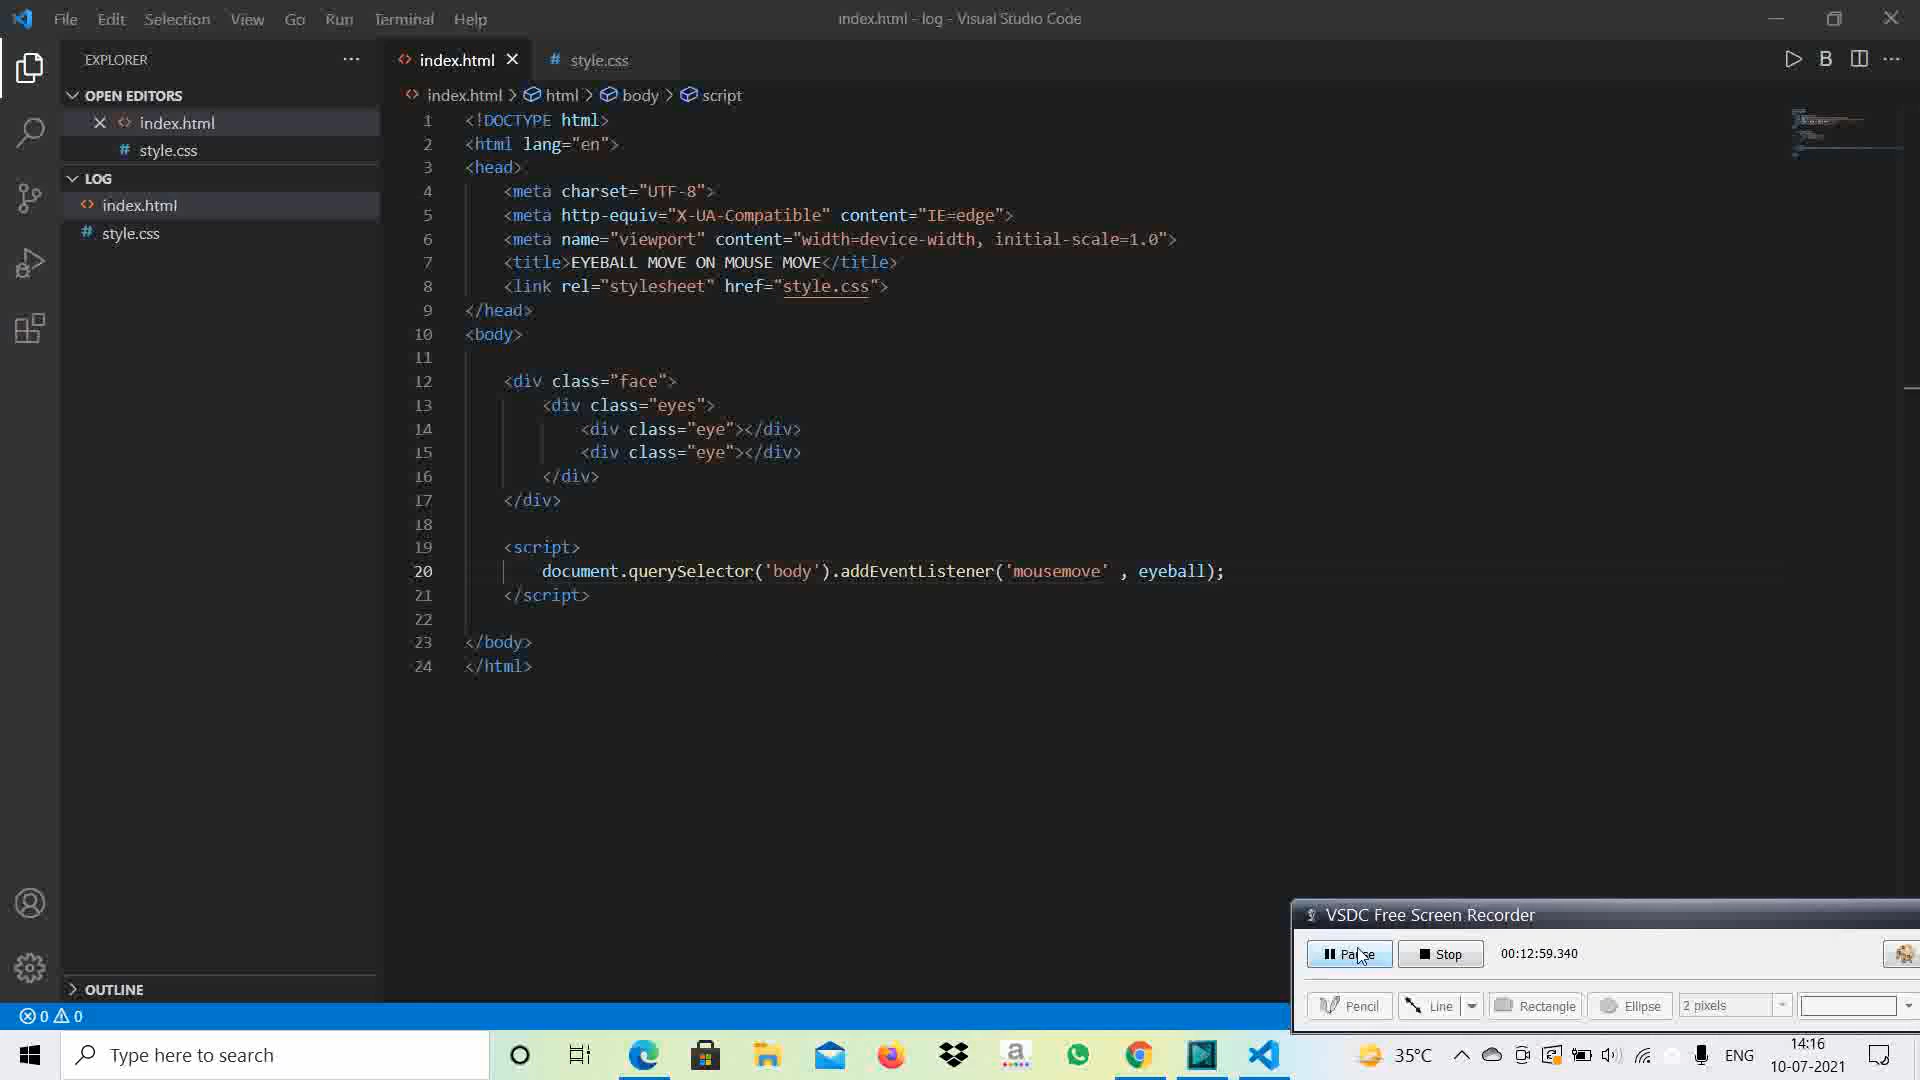 File Edit Selection View Go Run Terminal Help
index.html - log - Visual Studio Code
EXPLORER
OPEN EDITORS
index.html
style.css
LOG
index.html
style.css
OUTLINE
index.html
style.css
index.html > html > body > script
1 <!DOCTYPE html>
2 <html lang="en">
3 <head>
4 <meta charset="UTF-8">
5 <meta http-equiv="X-UA-Compatible" content="IE=edge">
6 <meta name="viewport" content="width=device-width, initial-scale=1.0">
7 <title>EYEBALL MOVE ON MOUSE MOVE</title>
8 <link rel="stylesheet" href="style.css">
9 </head>
10 <body>
11
12 <div class="face">
13 <div class="eyes">
14 <div class="eye"></div>
15 <div class="eye"></div>
16 </div>
17 </div>
18
19 <script>
20 document.querySelector('body').addEventListener('mousemove' , eyeball);
21 </script>
22
23 </body>
24 </html>
VSDC Free Screen Recorder
Pause Stop 00:12:59.340
Pencil Line Rectangle Ellipse 2 pixels
0 0
Type here to search
35°C ENG
14:16
10-07-2021